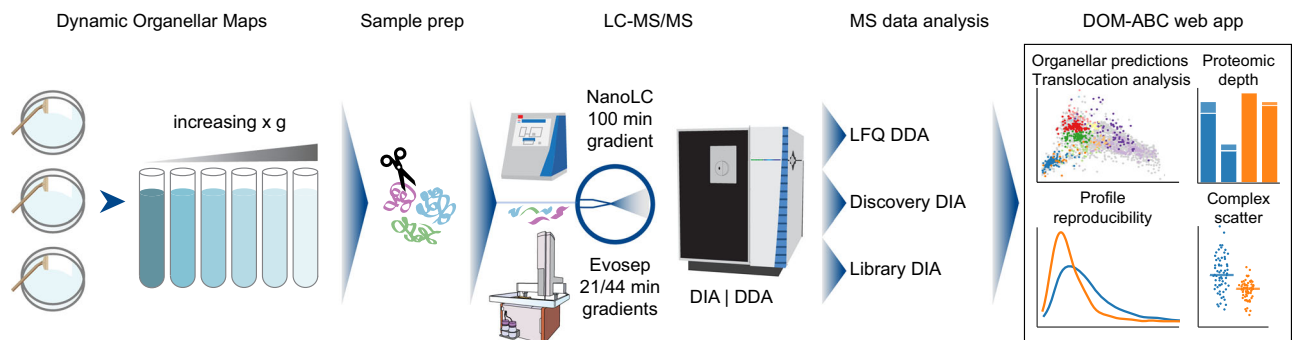 Dynamic Organellar Maps
Sample prep
LC-MS/MS
MS data analysis
DOM-ABC web app
increasing x g
NanoLC
100 min
gradient
Evosep
21/44 min
gradients
DIA | DDA
LFQ DDA
Discovery DIA
Library DIA
Organellar predictions
Translocation analysis
Proteomic
depth
Profile
reproducibility
Complex
scatter